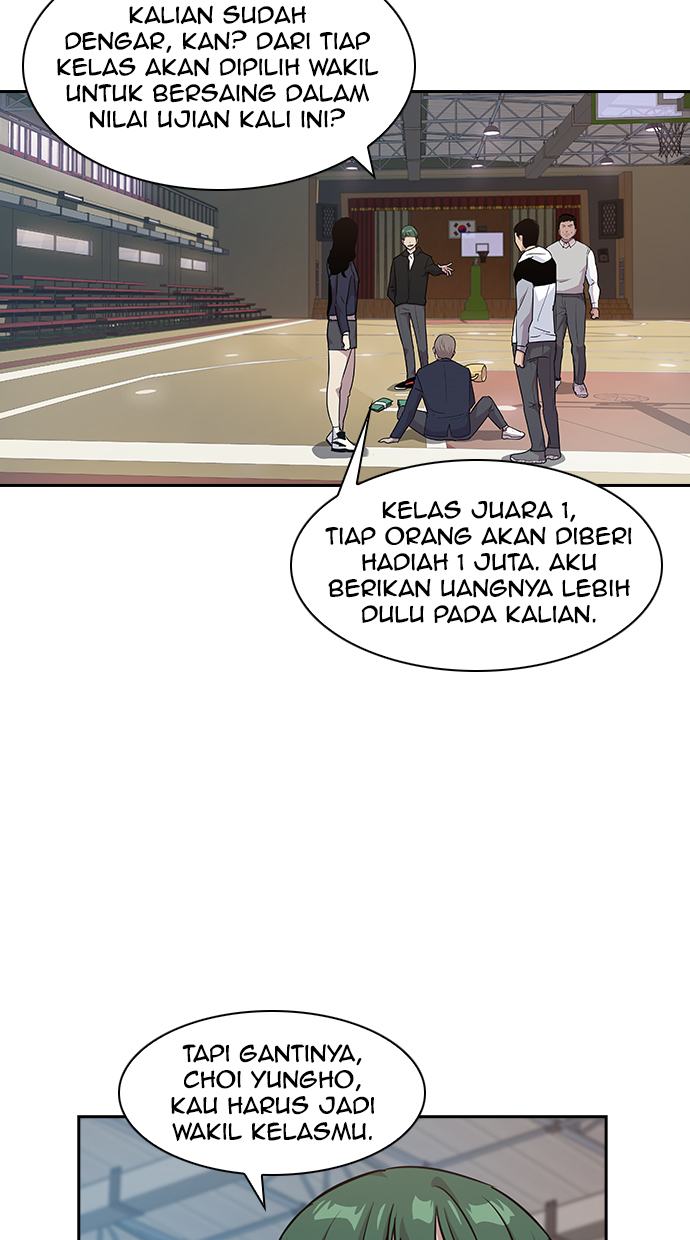 KALIAN SUDAH
DENGAR, KAN? DARI TIAP
KELAS AKAN DIPILIH WAKIL
UNTUK BERSAING DALAM
NILAI UJIAN KALI INI?
KELAS JUARA 1,
TIAP ORANG AKAN DIBERI
HADIAH 1 JUTA. AKU
BERIKAN UANGNYA LEBIH
DULU PADA KALIAN.
TAPI GANTINYA,
CHOI YUNGHO,
KAU HARUS JADI
WAKIL KELASMU.